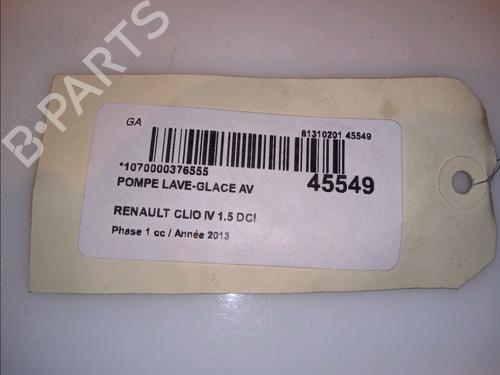 B-PARTS
GA
81310201 45549
*1070000376555
POMPE LAVE-GLACE AV
45549
RENAULT CLIO IV 1.5 DCI
Phase 1 cc / Année 2013